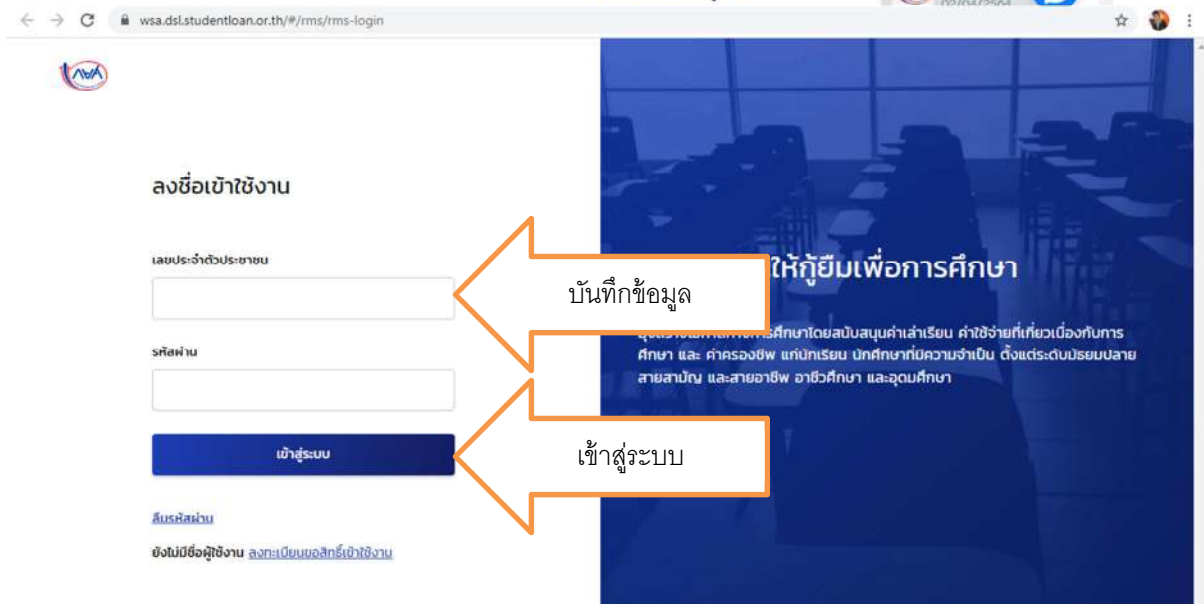 02/04/2564
wsa.dsl.studentloan.or.th/#/rms/rms-login
กยศ
ลงชื่อเข้าใช้งาน
เลขประจำตัวประชาชน
บันทึกข้อมูล
รหัสผ่าน
เข้าสู่ระบบ
เข้าสู่ระบบ
ลืมรหัสผ่าน
ยังไม่มีชื่อผู้ใช้งาน ลงทะเบียนขอสิทธิ์เข้าใช้งาน
ให้กู้ยืมเพื่อการศึกษา
ศึกษาโดยสนับสนุนค่าเล่าเรียน ค่าใช้จ่ายที่เกี่ยวเนื่องกับการ
ศึกษา และ ค่าครองชีพ แก่นักเรียน นักศึกษาที่มีความจำเป็น ตั้งแต่ระดับมัธยมปลาย
สายสามัญ และสายอาชีพ อาชีวศึกษา และอุดมศึกษา